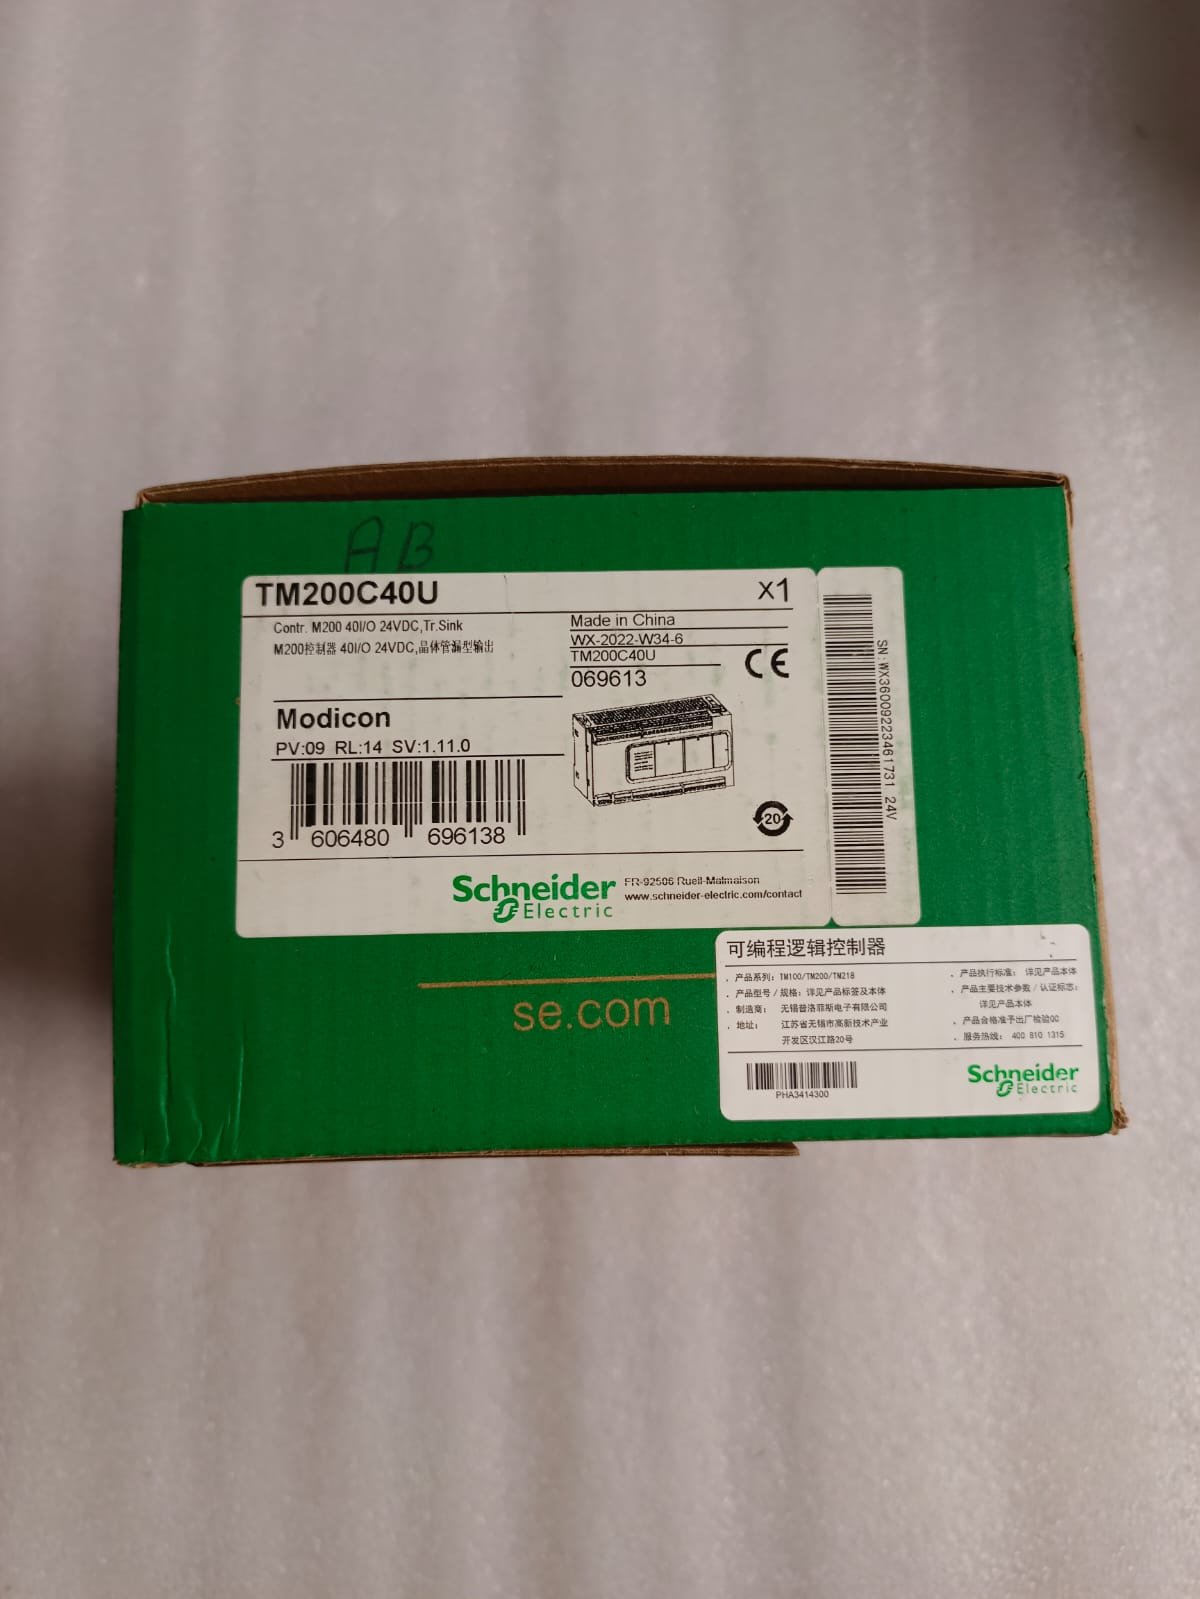 AB
TM200C40U X1
Contr. M200 40I/O 24VDC,Tr.Sink
M200控制器 40I/O 24VDC,晶体管漏型输出
Made in China
WX-2022-W34-6
TM200C40U
069613
CE
Modicon
PV:09 RL:14 SV:1.11.0
3 606480 696138
20
Schneider
Electric
FR-92506 Rueil-Malmaison
www.schneider-electric.com/contact
SN:WX3600922346​1731 24V
se.com
可编程逻辑控制器
. 产品系列: TM100/TM200/TM218
. 产品型号 / 规格: 详见产品标签及本体
. 制造商: 无锡普洛菲斯电子有限公司
. 地址: 江苏省无锡市高新技术产业
开发区汉江路20号
. 产品执行标准: 详见产品本体
. 产品主要技术参数 / 认证标志:
详见产品本体
. 产品合格准予出厂检验00
. 服务热线: 400 810 1315
PHA3414300
Schneider
Electric